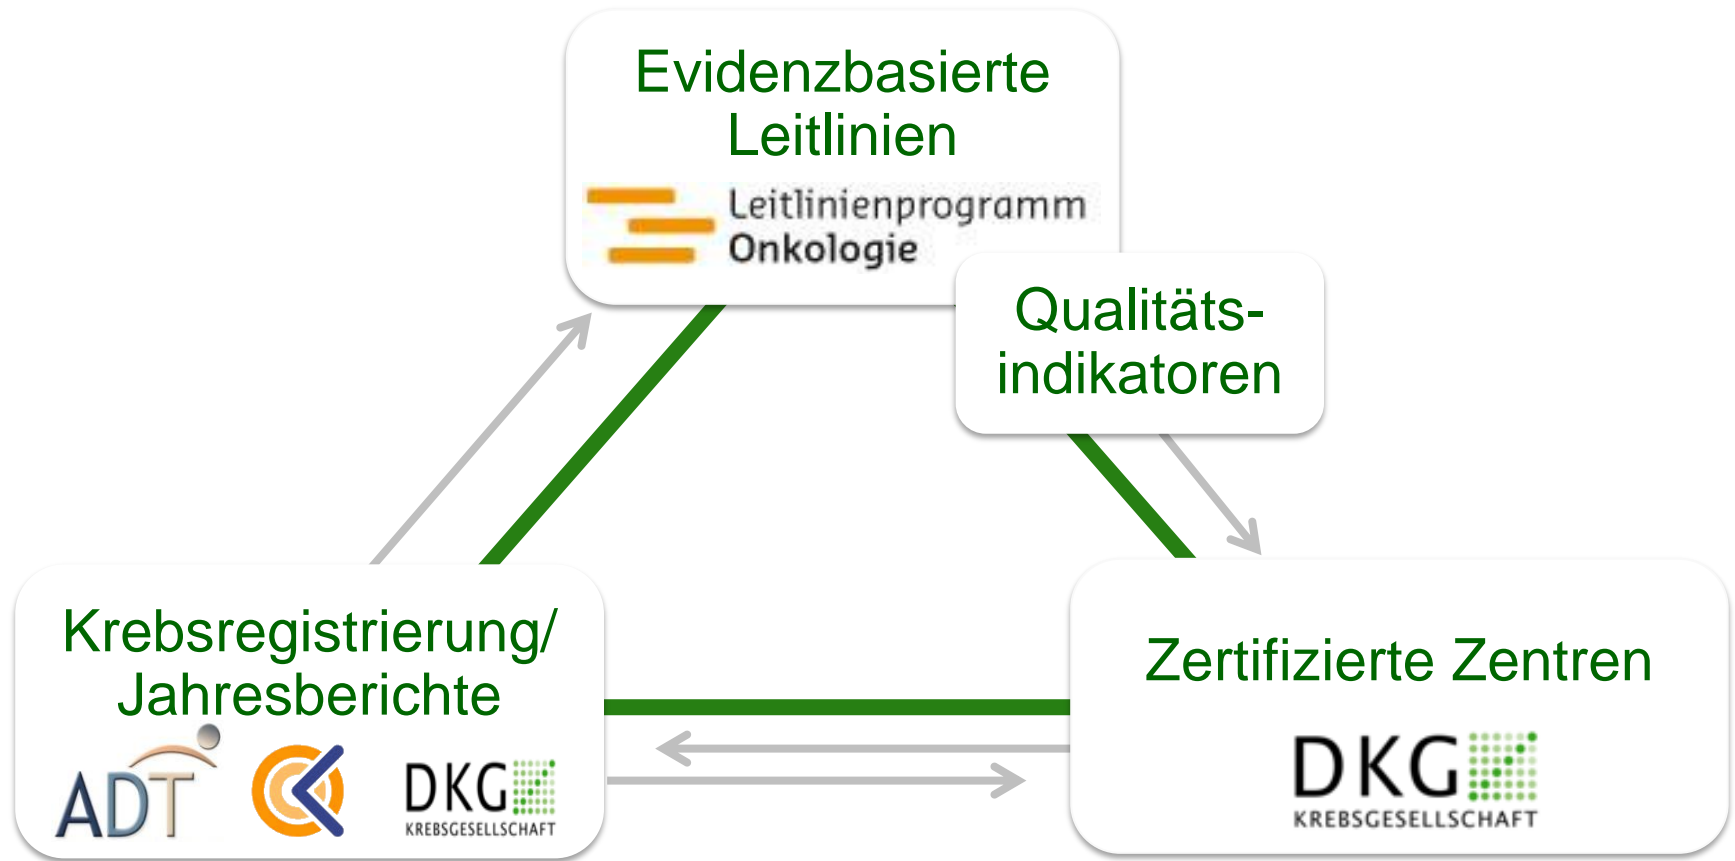 Evidenzbasierte
Leitlinien
Leitlinienprogramm
Onkologie
Qualitäts-
indikatoren
Krebsregistrierung/
Jahresberichte
ADT
DKG
KREBSGESELLSCHAFT
Zertifizierte Zentren
DKG
KREBSGESELLSCHAFT